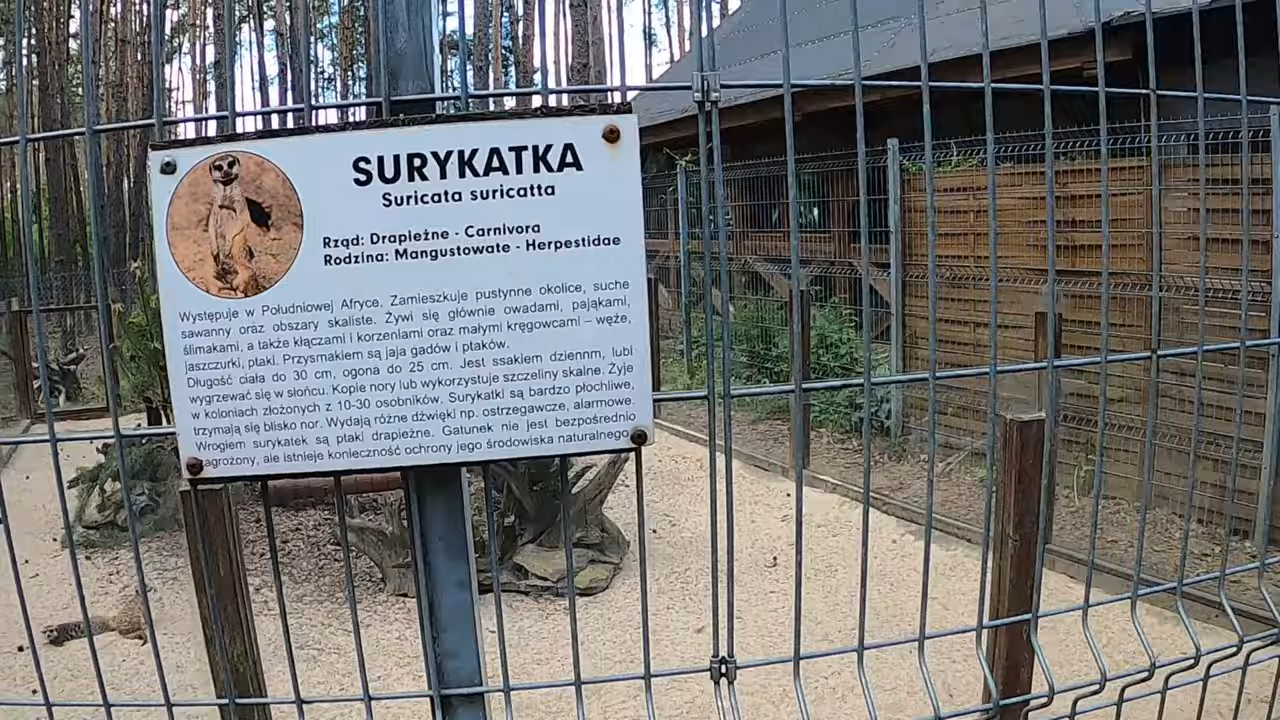 SURYKATKA
Suricata suricatta
Rząd: Drapieżne - Carnivora
Rodzina: Mangustowate - Herpestidae
Występuje w Południowej Afryce. Zamieszkuje pustynne okolice, suche
sawanny oraz obszary skaliste. Żywi się głównie owadami, pająkami,
ślimakami, a także kłączami i korzeniami oraz małymi kręgowcami – węże,
jaszczurki, ptaki. Przysmakiem są jaja gadów i ptaków.
Długość ciała do 30 cm, ogona do 25 cm. Jest ssakiem dziennm, lubi
wygrzewać się w słońcu. Kopie nory lub wykorzystuje szczeliny skalne. Żyje
w koloniach złożonych z 10-30 osobników. Surykatki są bardzo płochliwe,
trzymają się blisko nor. Wydają różne dźwięki np. ostrzegawcze, alarmowe.
Wrogiem surykatek są ptaki drapieżne. Gatunek nie jest bezpośrednio
zagrożony, ale istnieje konieczność ochrony jego środowiska naturalnego